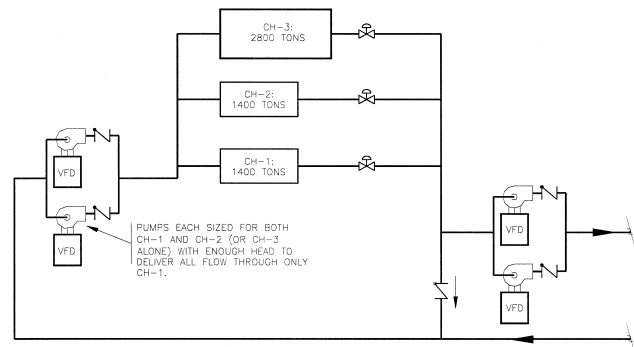 CH-3:
2800 TONS
CH-2:
1400 TONS
CH-1:
1400 TONS
VFD
VFD
PUMPS EACH SIZED FOR BOTH
CH-1 AND CH-2 (OR CH-3
ALONE) WITH ENOUGH HEAD TO
DELIVER ALL FLOW THROUGH ONLY
CH-1.
VFD
VFD